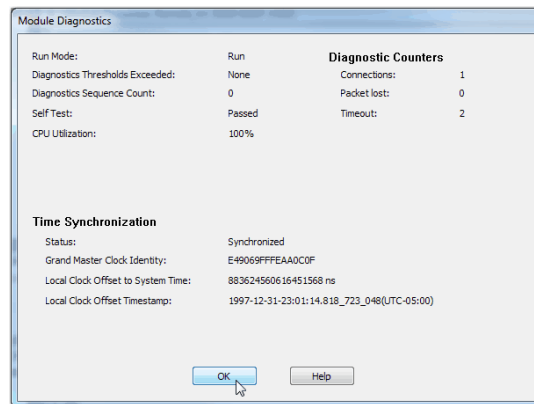 Module Diagnostics
Run Mode: Run
Diagnostics Thresholds Exceeded: None
Diagnostics Sequence Count: 0
Self Test: Passed
CPU Utilization: 100%
Diagnostic Counters
Connections: 1
Packet lost: 0
Timeout: 2
Time Synchronization
Status: Synchronized
Grand Master Clock Identity: E49069FFFEAA0C0F
Local Clock Offset to System Time: 883624560616451568 ns
Local Clock Offset Timestamp: 1997-12-31-23:01:14.818_723_048(UTC-05:00)
OK Help